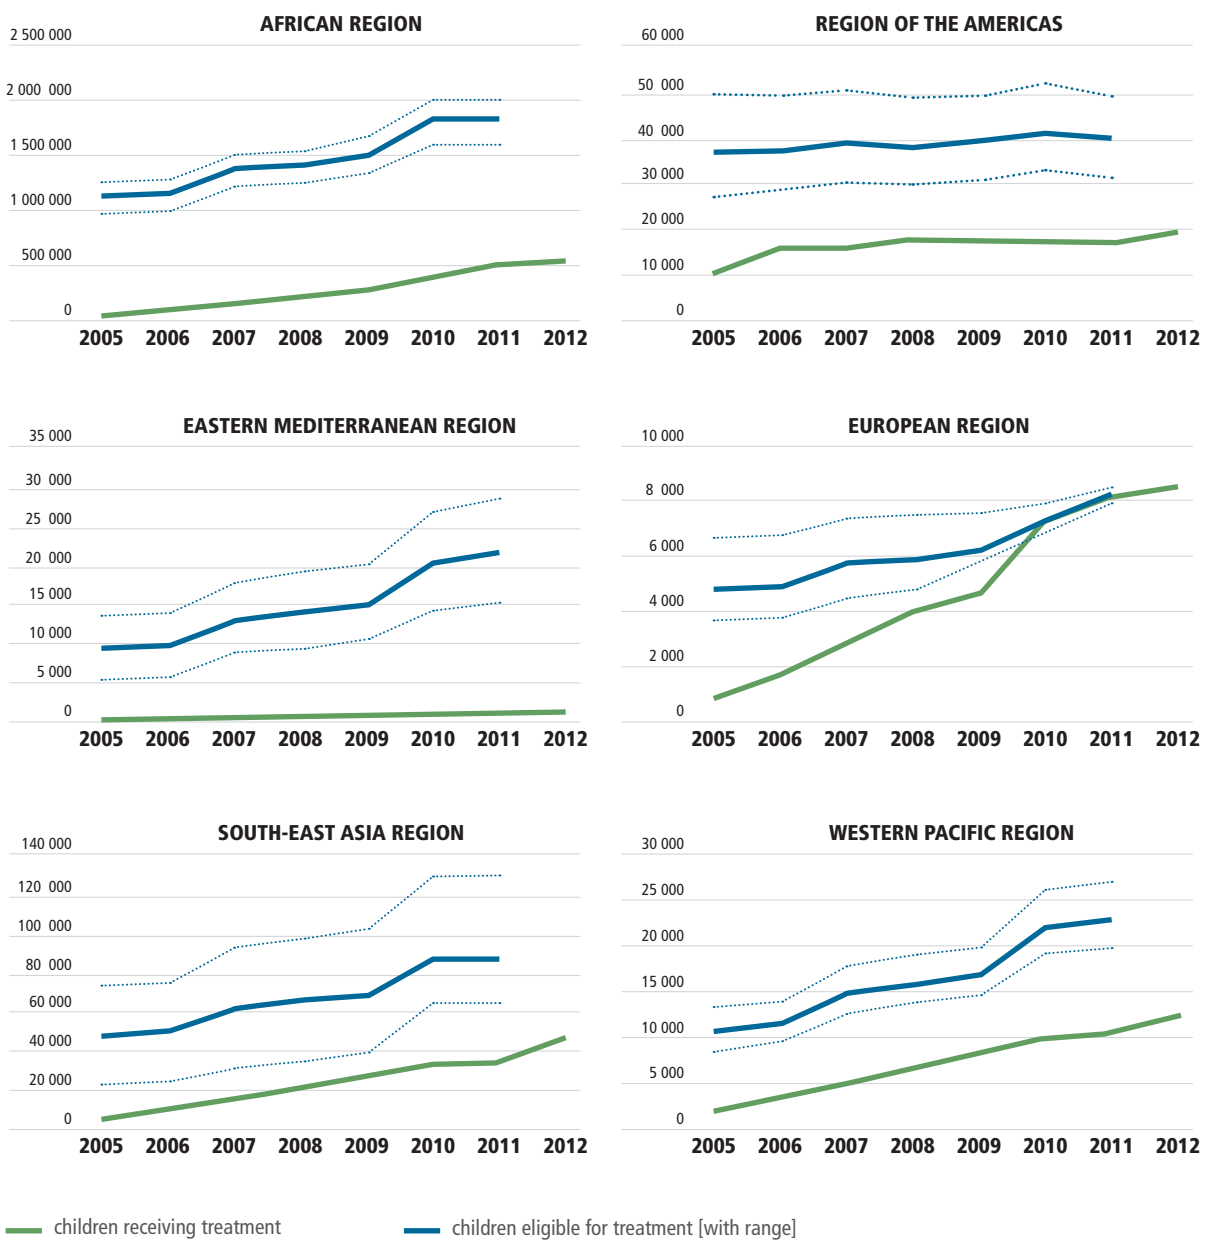 AFRICAN REGION
2 500 000
2 000 000
1 500 000
1 000 000
500 000
0
2005 2006 2007 2008 2009 2010 2011 2012
REGION OF THE AMERICAS
60 000
50 000
40 000
30 000
20 000
10 000
0
2005 2006 2007 2008 2009 2010 2011 2012
EASTERN MEDITERRANEAN REGION
35 000
30 000
25 000
20 000
15 000
10 000
5 000
0
2005 2006 2007 2008 2009 2010 2011 2012
EUROPEAN REGION
10 000
8 000
6 000
4 000
2 000
0
2005 2006 2007 2008 2009 2010 2011 2012
SOUTH-EAST ASIA REGION
140 000
120 000
100 000
80 000
60 000
40 000
20 000
0
2005 2006 2007 2008 2009 2010 2011 2012
WESTERN PACIFIC REGION
30 000
25 000
20 000
15 000
10 000
5 000
0
2005 2006 2007 2008 2009 2010 2011 2012
children receiving treatment
children eligible for treatment [with range]